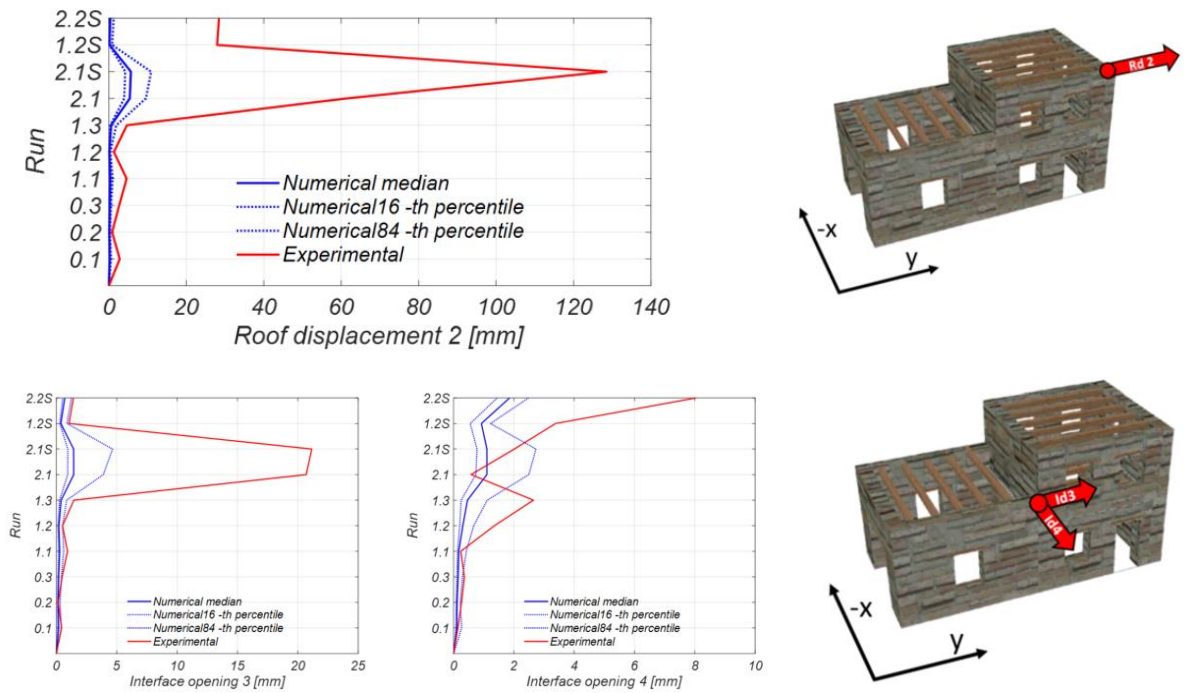 2.2S
1.2S
2.1S
2.1
1.3
1.2
1.1
0.3
0.2
0.1
Run
Numerical median
Numerical16 -th percentile
Numerical84 -th percentile
Experimental
0 20 40 60 80 100 120 140
Roof displacement 2 [mm]
Rd 2
-x
y
2.2S
1.2S
2.1S
2.1
1.3
1.2
1.1
0.3
0.2
0.1
Run
Numerical median
Numerical16 -th percentile
Numerical84 -th percentile
Experimental
0 5 10 15 20 25
Interface opening 3 [mm]
2.2S
1.2S
2.1S
2.1
1.3
1.2
1.1
0.3
0.2
0.1
Run
Numerical median
Numerical16 -th percentile
Numerical84 -th percentile
Experimental
0 2 4 6 8 10
Interface opening 4 [mm]
Id3
Id4
-x
y